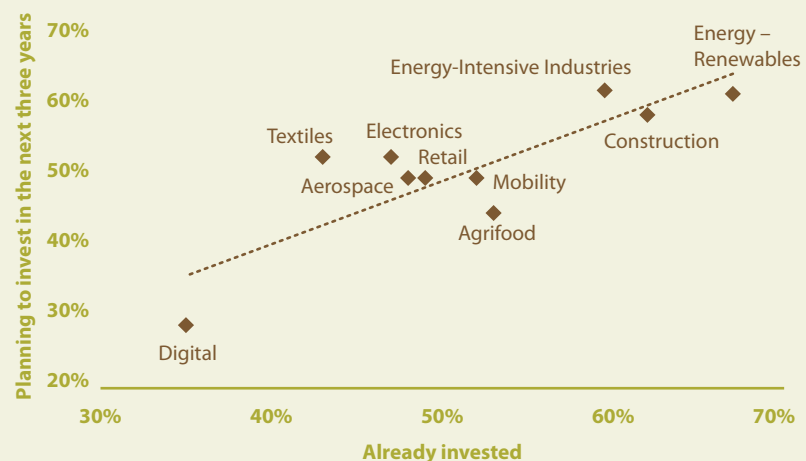 Planning to invest in the next three years
70%
60%
50%
40%
30%
20%
Energy –
Renewables
Energy-Intensive Industries
Construction
Textiles
Electronics
Retail
Aerospace
Mobility
Agrifood
Digital
30%
40%
50%
60%
70%
Already invested